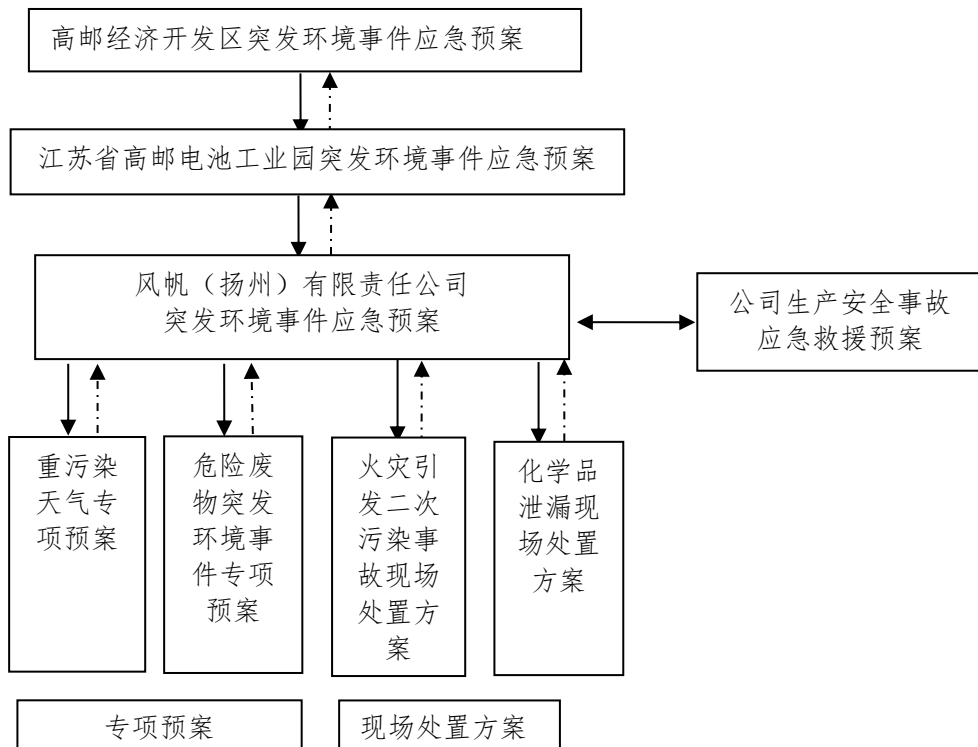 高邮经济开发区突发环境事件应急预案
江苏省高邮电池工业园突发环境事件应急预案
风帆（扬州）有限责任公司
突发环境事件应急预案
公司生产安全事故
应急救援预案
重污染
天气专
项预案
危险废
物突发
环境事
件专项
预案
火灾引
发二次
污染事
故现场
处置方
案
化学品
泄漏现
场处置
方案
专项预案
现场处置方案